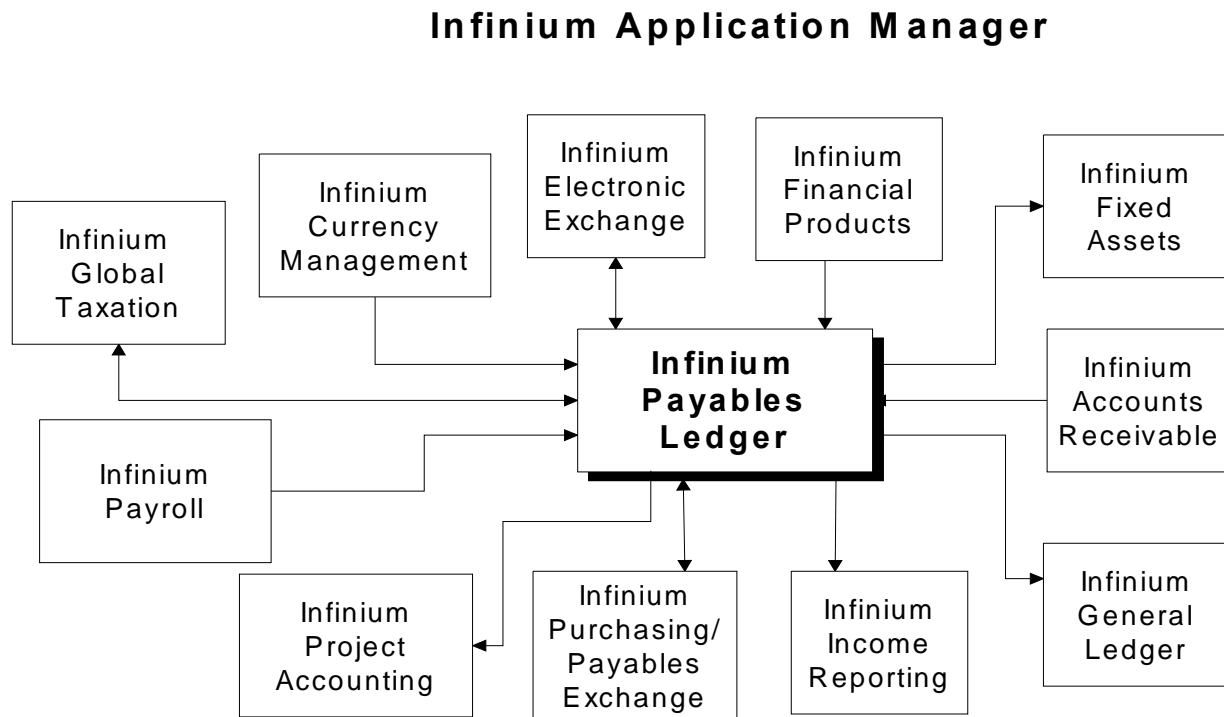 Infinium Application Manager
Infinium
Electronic
Exchange
Infinium
Financial
Products
Infinium
Fixed
Assets
Infinium
Currency
Management
Infinium
Global
Taxation
Infinium
Payables
Ledger
Infinium
Accounts
Receivable
Infinium
Payroll
Infinium
Project
Accounting
Infinium
Purchasing/
Payables
Exchange
Infinium
Income
Reporting
Infinium
General
Ledger